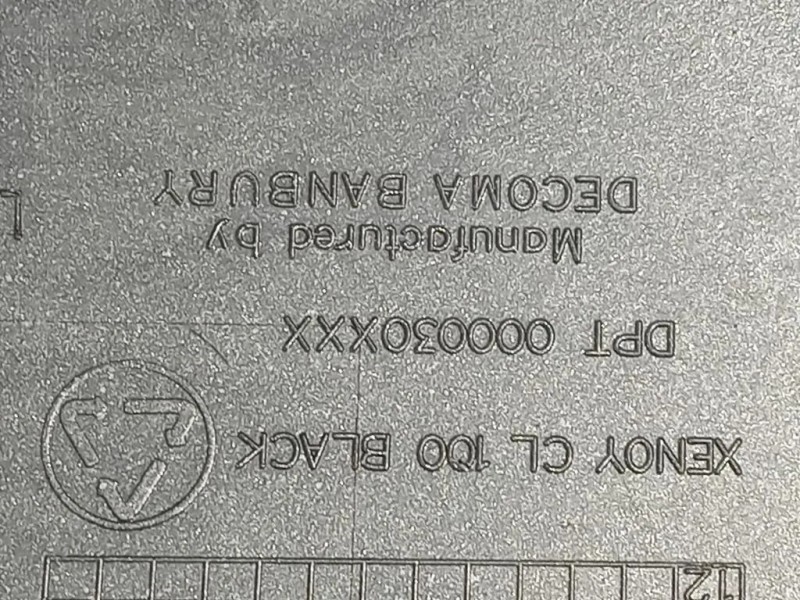 12
XENOY CL 100 BLACK
DPT 000030XXX
Manufactured by
DECOMA BANBURY